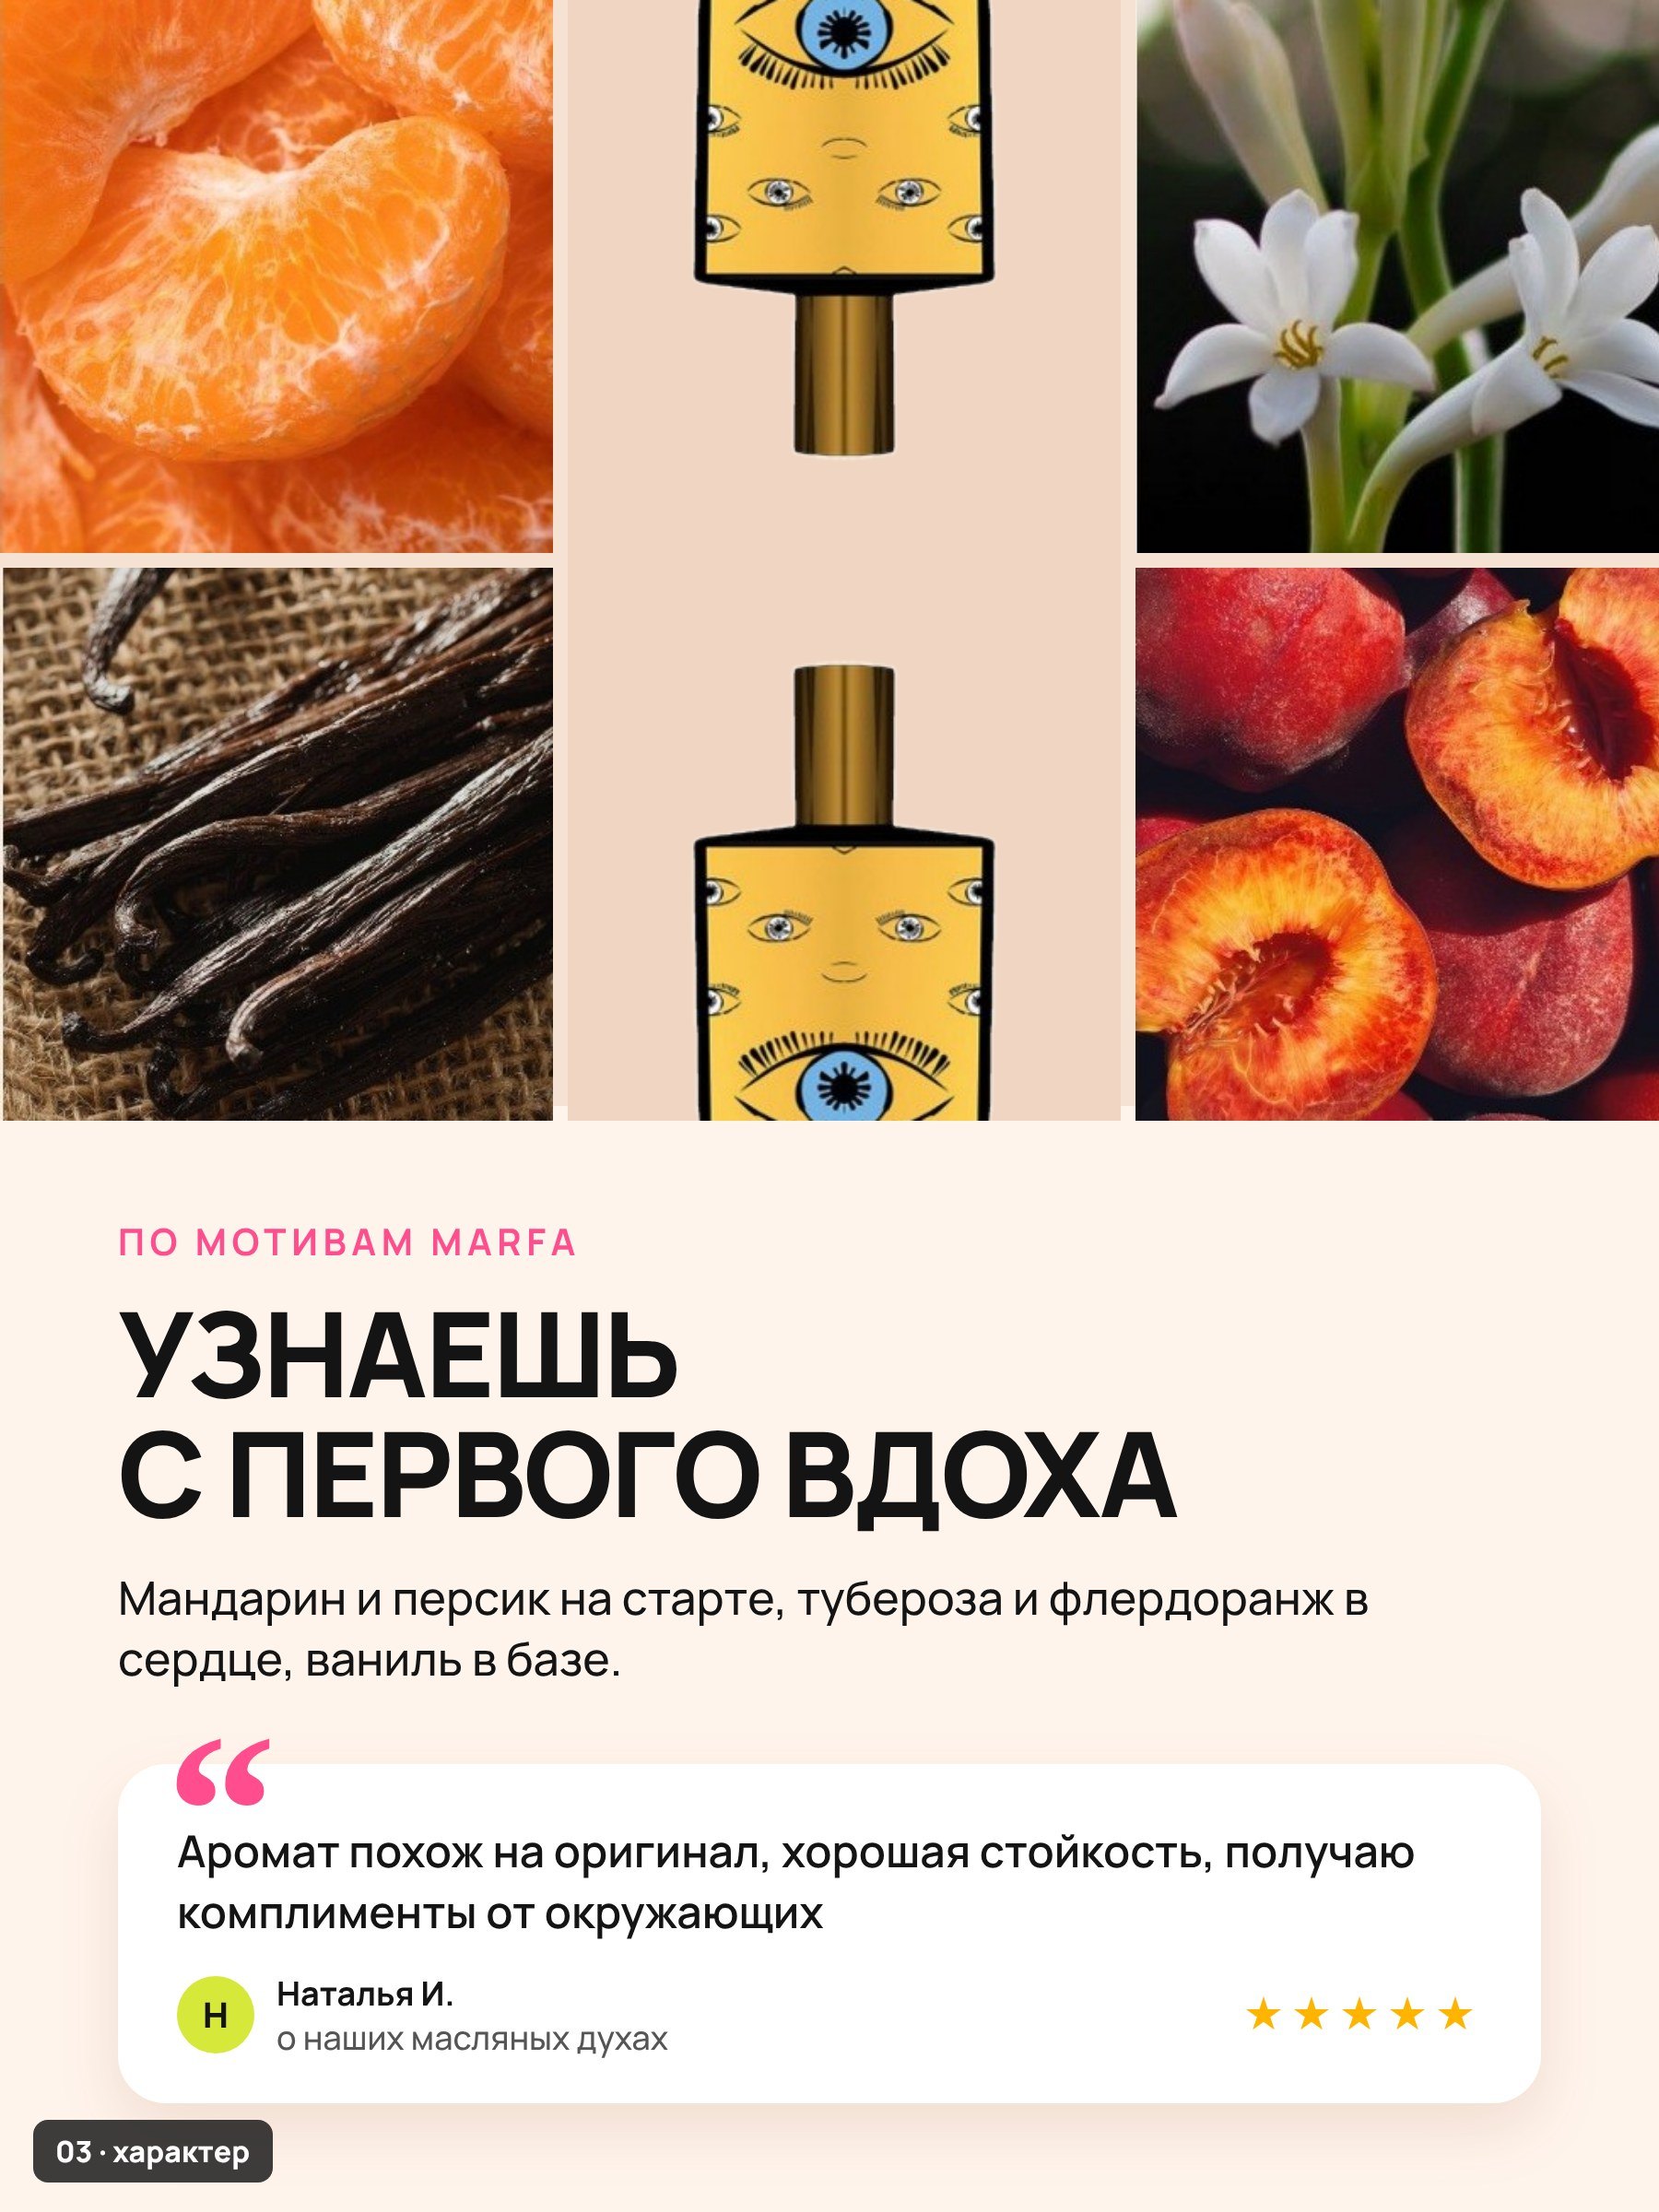 ПО МОТИВАМ MARFA
УЗНАЕШЬ
С ПЕРВОГО ВДОХА
Мандарин и персик на старте, тубероза и флердоранж в
сердце, ваниль в базе.
“
Аромат похож на оригинал, хорошая стойкость, получаю
комплименты от окружающих
Н
Наталья И.
о наших масляных духах
★★★★★
03 · характер